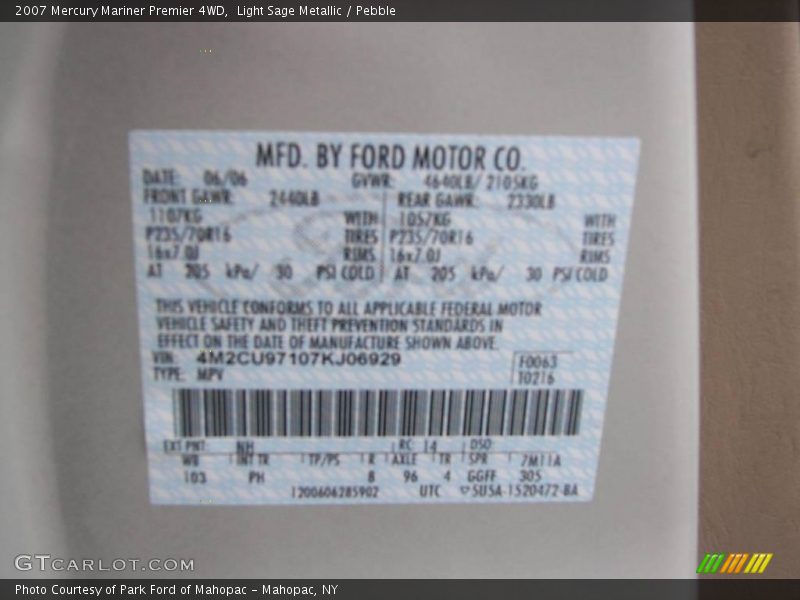 2007 Mercury Mariner Premier 4WD, Light Sage Metallic / Pebble
MFD. BY FORD MOTOR CO.
DATE: 06/06 GVWR: 4640LB/ 2105KG
FRONT GAWR: 2440LB REAR GAWR: 2330LB
1107KG WITH 1057KG WITH
P235/70R16 TIRES P235/70R16 TIRES
16x7.0J RIMS 16x7.0J RIMS
AT 205 kPa/ 30 PSI COLD AT 205 kPa/ 30 PSI COLD
THIS VEHICLE CONFORMS TO ALL APPLICABLE FEDERAL MOTOR
VEHICLE SAFETY AND THEFT PREVENTION STANDARDS IN
EFFECT ON THE DATE OF MANUFACTURE SHOWN ABOVE.
VIN: 4M2CU97107KJ06929 F0063
TYPE: MPV T0216
EXT PNT: NH RC: 14 DSO:
WB INT TR TP/PS R AXLE TR SPR 7M11A
103 PH 8 96 4 GGFF 305
1200606285902 UTC 5U5A-1520472-BA
GTCARLOT.COM
Photo Courtesy of Park Ford of Mahopac - Mahopac, NY